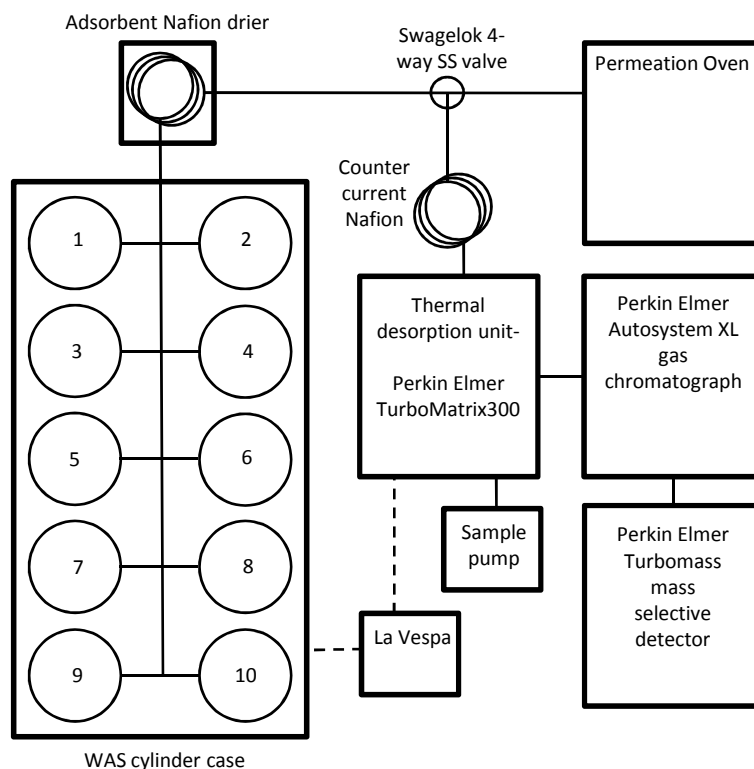 Adsorbent Nafion drier
Swagelok 4-
way SS valve
Permeation Oven
Counter
current
Nafion
1
2
3
4
5
6
7
8
9
10
Thermal
desorption unit-
Perkin Elmer
TurboMatrix300
Perkin Elmer
Autosystem XL
gas
chromatograph
Sample
pump
Perkin Elmer
Turbomass
mass
selective
detector
La Vespa
WAS cylinder case